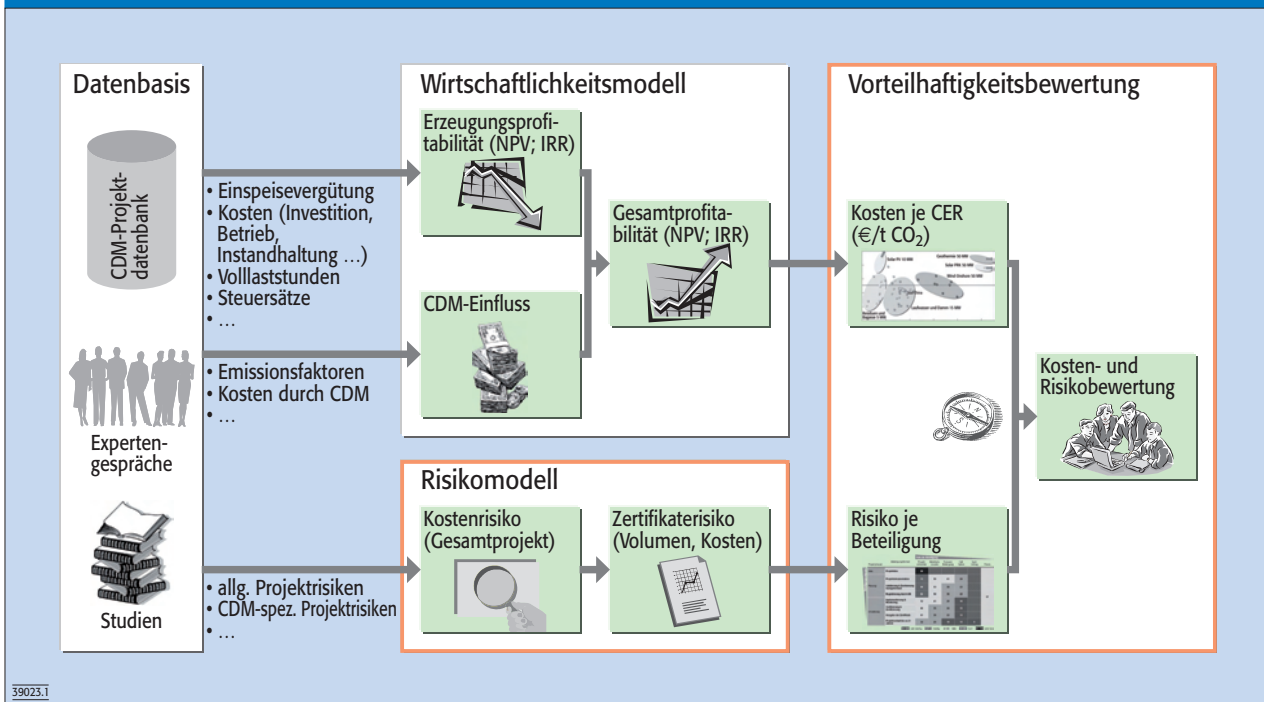 Datenbasis
CDM-Projekt-
datenbank
Experten-
gespräche
Studien
• Einspeisevergütung
• Kosten (Investition,
Betrieb,
Instandhaltung …)
• Volllaststunden
• Steuersätze
• …
• Emissionsfaktoren
• Kosten durch CDM
• …
• allg. Projektrisiken
• CDM-spez. Projektrisiken
• …
Wirtschaftlichkeitsmodell
Erzeugungsprofi-
tabilität (NPV; IRR)
CDM-Einfluss
Gesamtprofita-
bilität (NPV; IRR)
Risikomodell
Kostenrisiko
(Gesamtprojekt)
Zertifikaterisiko
(Volumen, Kosten)
Vorteilhaftigkeitsbewertung
Kosten je CER
(€/t CO₂)
Risiko je
Beteiligung
Kosten- und
Risikobewertung
39023.1